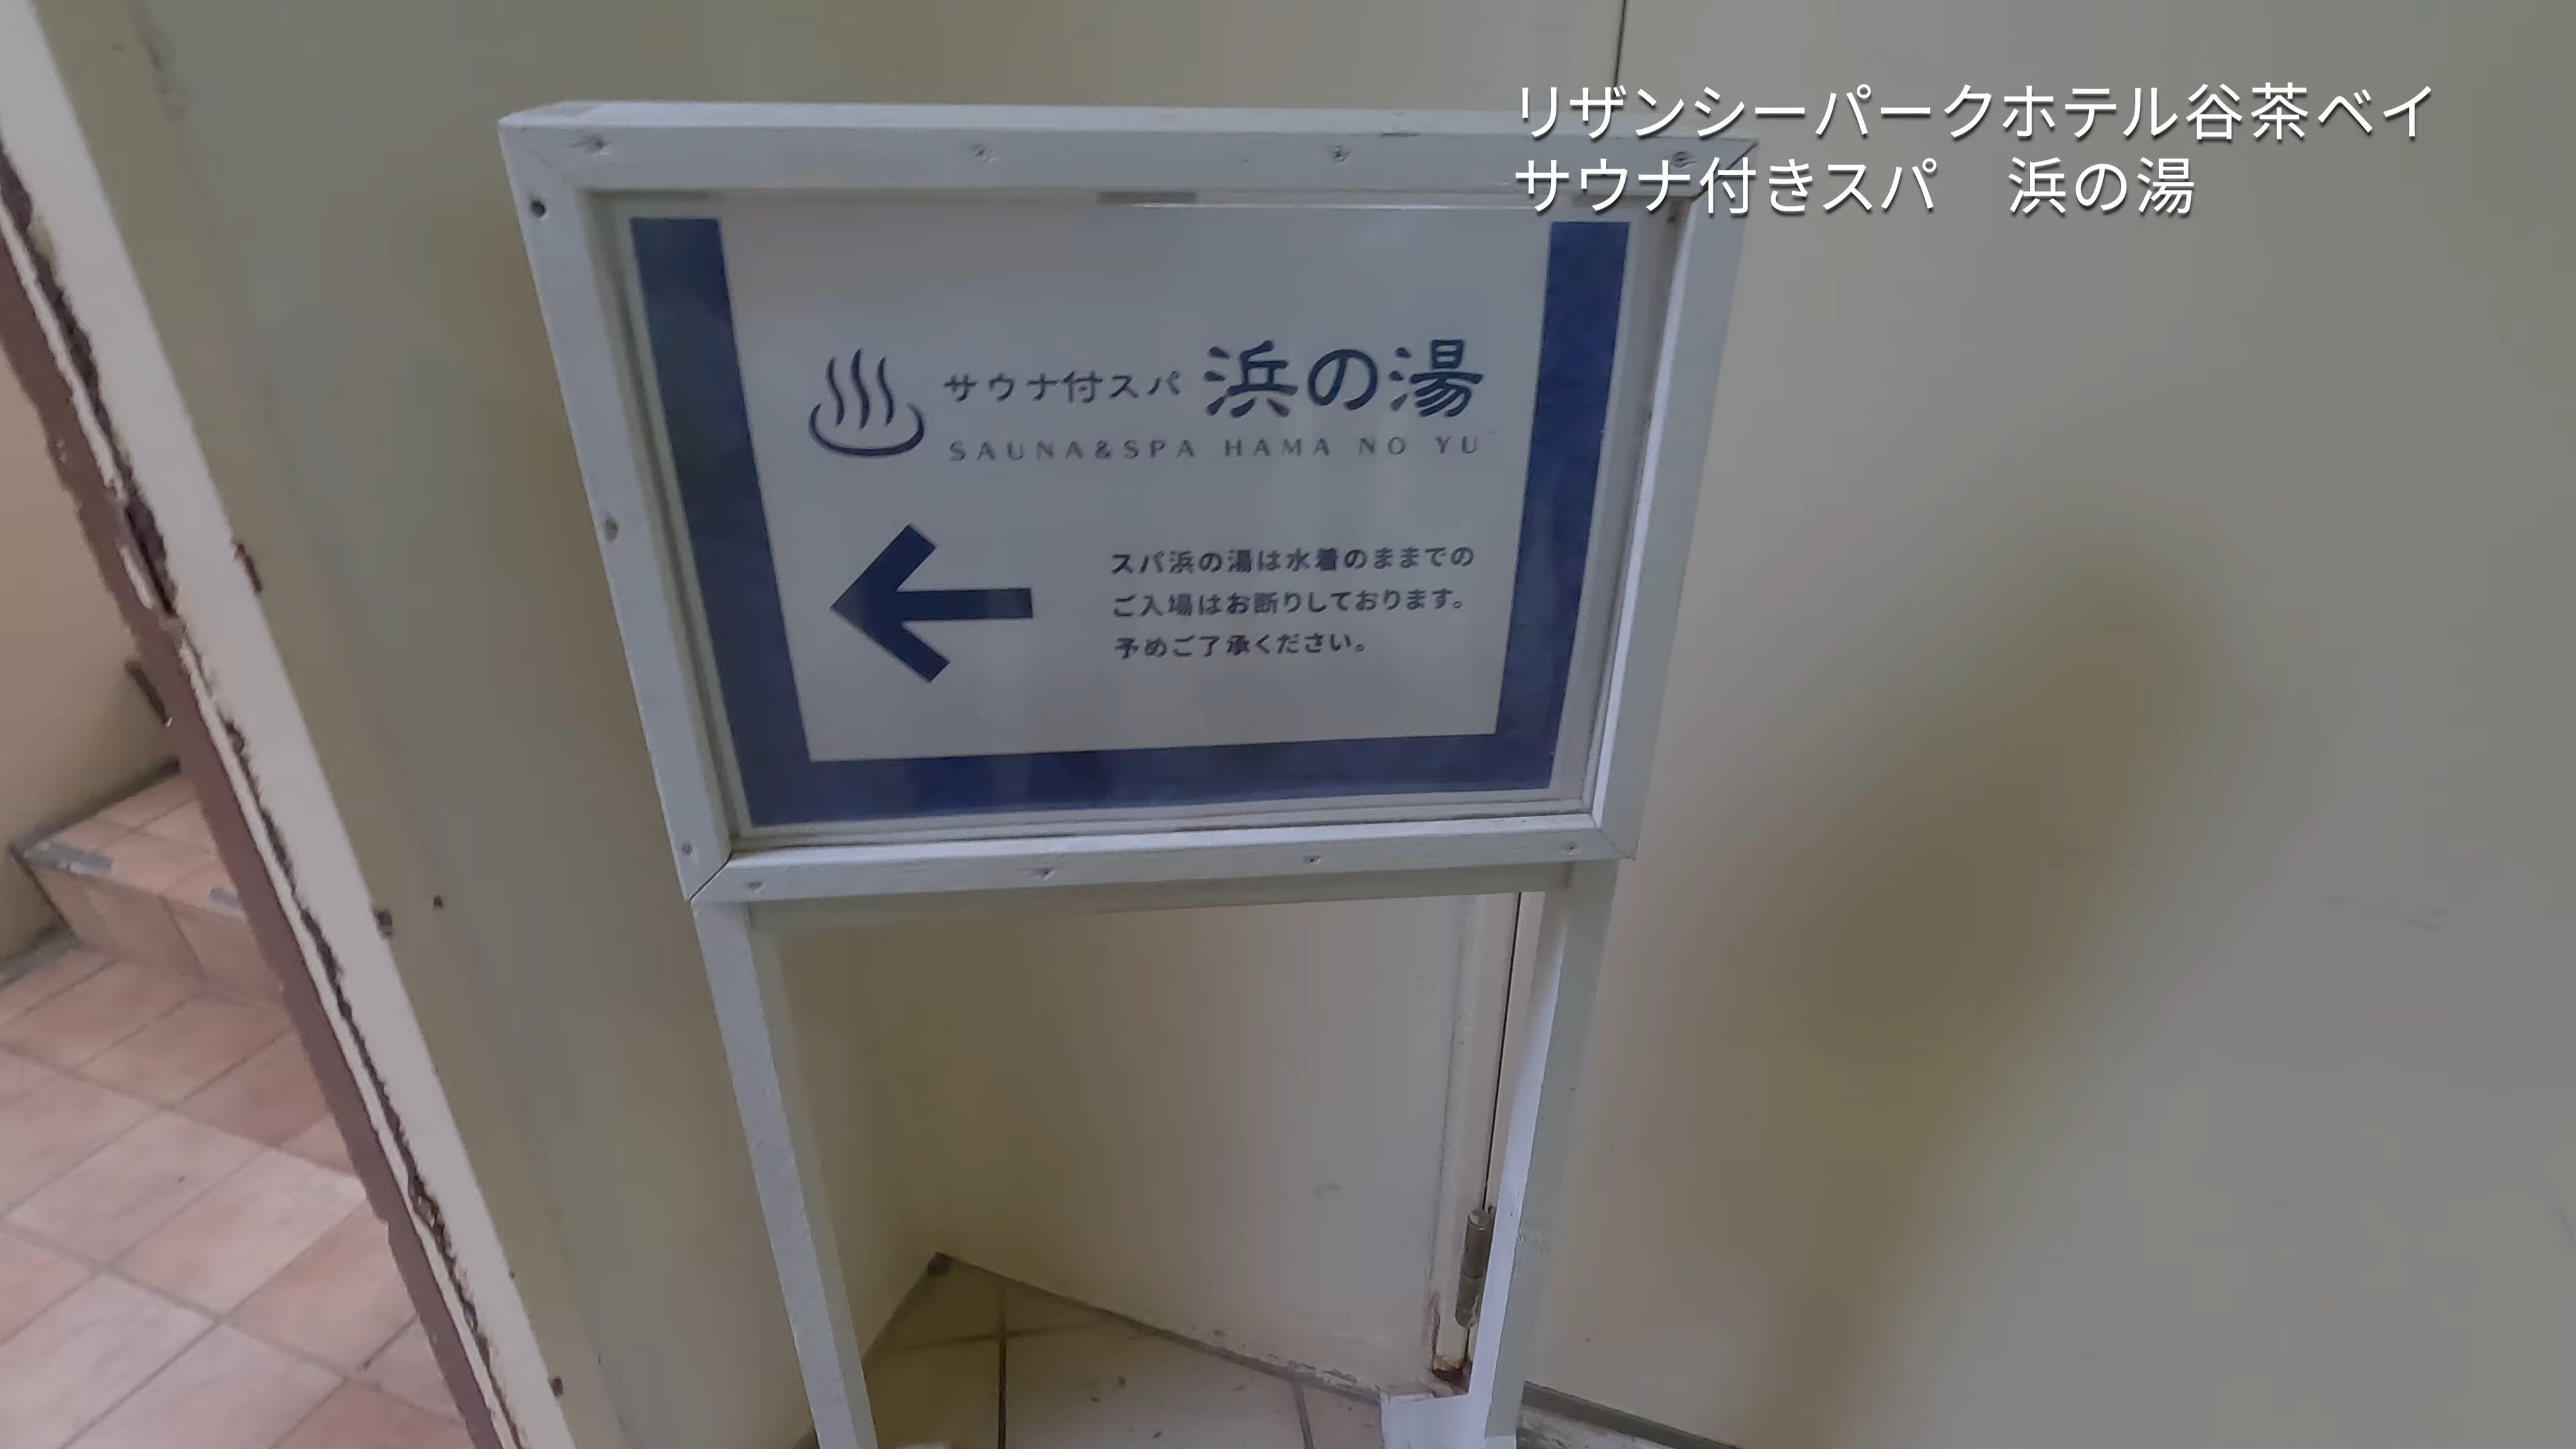 リザンシーパークホテル谷茶ベイ
サウナ付きスパ　浜の湯
サウナ付スパ 浜の湯
SAUNA&SPA HAMA NO YU
スパ浜の湯は水着のままでの
ご入場はお断りしております。
予めご了承ください。